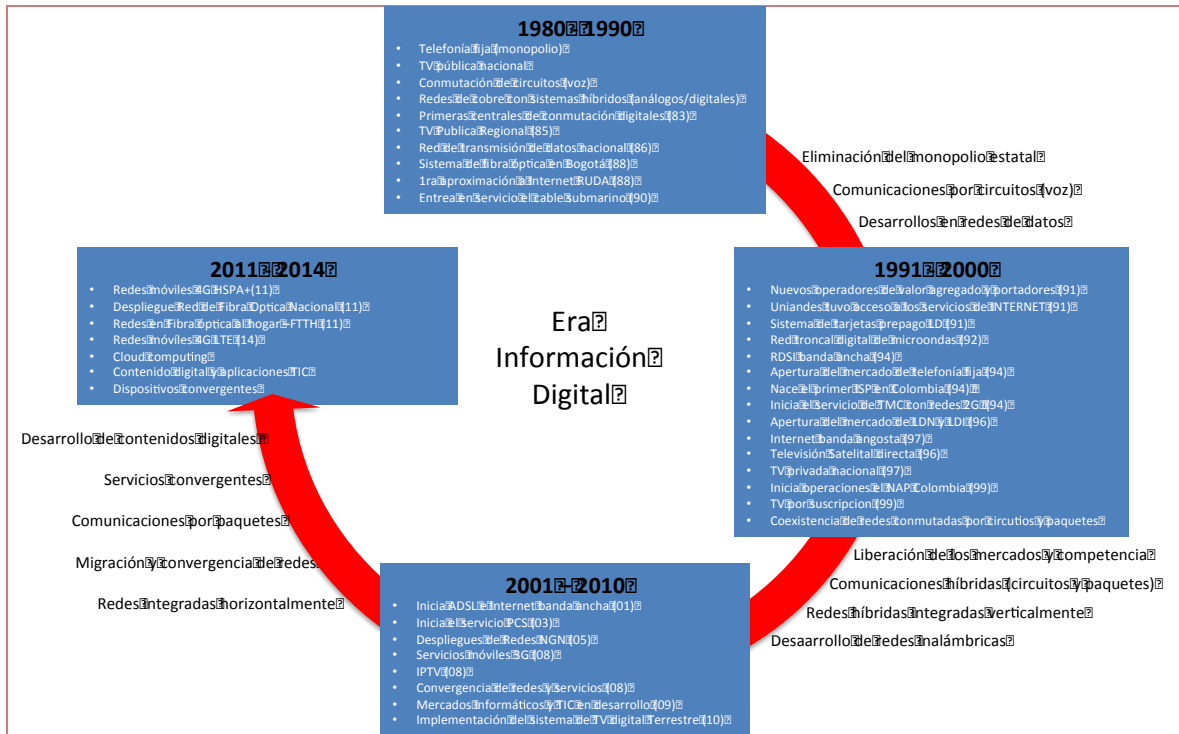 1980 – 1990
• Telefonía fija (monopolio)
• TV pública nacional
• Conmutación de circuitos (voz)
• Redes de cobre con sistemas híbridos (análogos/digitales)
• Primeras centrales de conmutación digitales (83)
• TV Publica Regional (85)
• Red de transmisión de datos nacional (86)
• Sistema de fibra óptica en Bogotá (88)
• 1ra aproximación a Internet RUDA (88)
• Entrea en servicio el cable submarino (90)
Eliminación del monopolio estatal
Comunicaciones por circuitos (voz)
Desarrollos en redes de datos
1991 – 2000
• Nuevos operadores de valor agregado y portadores (91)
• Uniandes tuvo acceso a los servicios de INTERNET (91)
• Sistema de tarjetas prepago LD (91)
• Red troncal digital de microondas (92)
• RDSI banda ancha (94)
• Apertura del mercado de telefonía fija (94)
• Nace el primer ISP en Colombia (94)
• Inicia el servicio de TMC con redes 2G (94)
• Apertura del mercado de LDN y LDI (96)
• Internet banda angosta (97)
• Televisión Satelital directa (96)
• TV privada nacional (97)
• Inicia operaciones el NAP Colombia (99)
• TV por suscripcion (99)
• Coexistencia de redes conmutadas por circutios y paquetes
Era
Información
Digital
Liberación de los mercados y competencia
Comunicaciones híbridas (circuitos y paquetes)
Redes híbridas integradas verticalmente
Desaarrollo de redes inalámbricas
2001 – 2010
• Inicia ADSL e Internet banda ancha (01)
• Inicia el servicio PCS (03)
• Despliegues de Redes NGN (05)
• Servicios móviles 3G (08)
• IPTV (08)
• Convergencia de redes y servicios (08)
• Mercados informáticos y TIC en desarrollo (09)
• Implementación del sistema de TV digital Terrestre (10)
2011 – 2014
• Redes móviles 4G HSPA+(11)
• Despliegue Red de Fibra Optica Nacional (11)
• Redes en Fibra óptica al hogar –FTTH (11)
• Redes móviles 4G LTE (14)
• Cloud computing
• Contenido digital y aplicaciones TIC
• Dispositivos convergentes
Desarrollo de contenidos digitales
Servicios convergentes
Comunicaciones por paquetes
Migración y convergencia de redes
Redes integradas horizontalmente